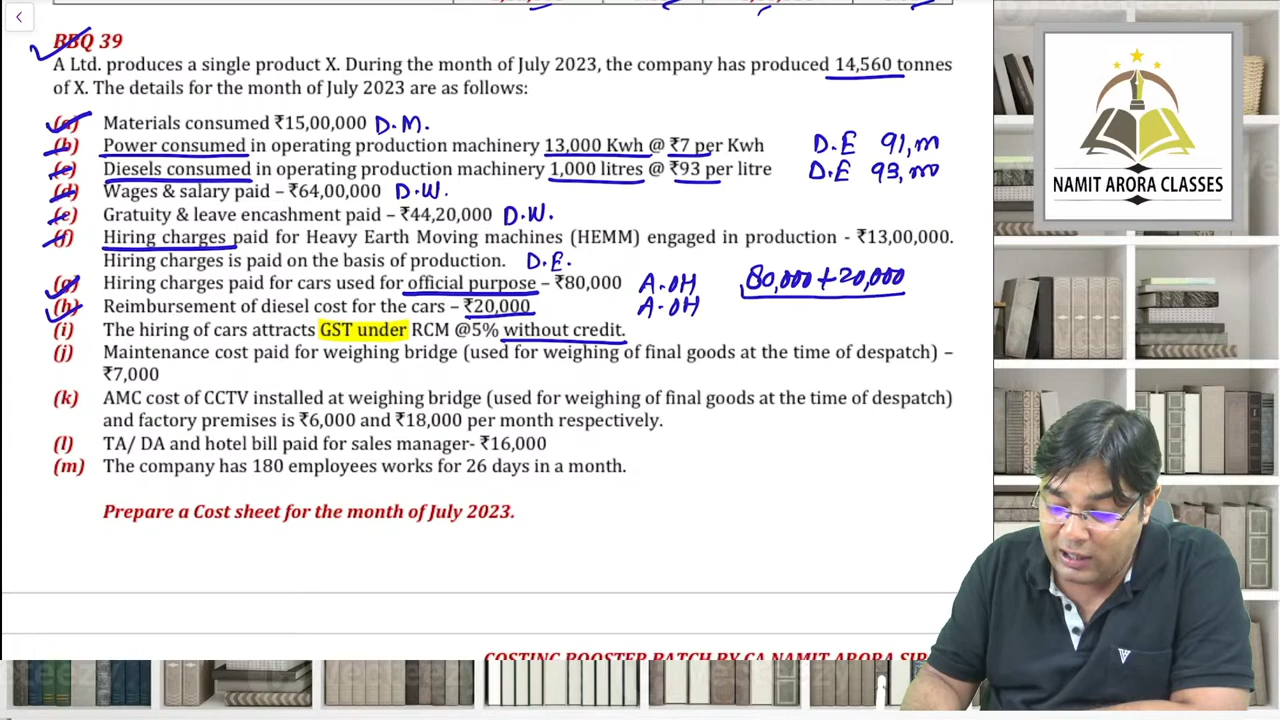 BBQ 39
A Ltd. produces a single product X. During the month of July 2023, the company has produced 14,560 tonnes
of X. The details for the month of July 2023 are as follows:
(a) Materials consumed ₹15,00,000 D.M.
(b) Power consumed in operating production machinery 13,000 Kwh @ ₹7 per Kwh D.E 91,m
(c) Diesels consumed in operating production machinery 1,000 litres @ ₹93 per litre D.E 93,m
(d) Wages & salary paid – ₹64,00,000 D.W.
(e) Gratuity & leave encashment paid – ₹44,20,000 D.W.
(f) Hiring charges paid for Heavy Earth Moving machines (HEMM) engaged in production - ₹13,00,000.
Hiring charges is paid on the basis of production. D.E.
(g) Hiring charges paid for cars used for official purpose – ₹80,000 A.OH 80,000 + 20,000
(h) Reimbursement of diesel cost for the cars – ₹20,000 A.OH
(i) The hiring of cars attracts GST under RCM @5% without credit.
(j) Maintenance cost paid for weighing bridge (used for weighing of final goods at the time of despatch) –
₹7,000
(k) AMC cost of CCTV installed at weighing bridge (used for weighing of final goods at the time of despatch)
and factory premises is ₹6,000 and ₹18,000 per month respectively.
(l) TA/ DA and hotel bill paid for sales manager- ₹16,000
(m) The company has 180 employees works for 26 days in a month.
Prepare a Cost sheet for the month of July 2023.
NAMIT ARORA CLASSES
COSTING BOOSTER BATCH BY CA NAMIT ARORA SIR